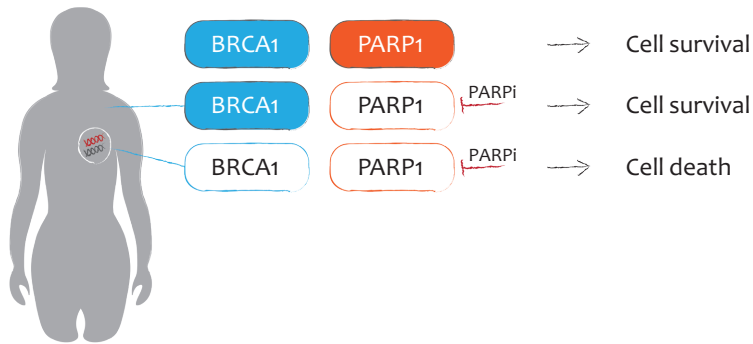 BRCA1 PARP1 Cell survival
BRCA1 PARP1 PARPi Cell survival
BRCA1 PARP1 PARPi Cell death